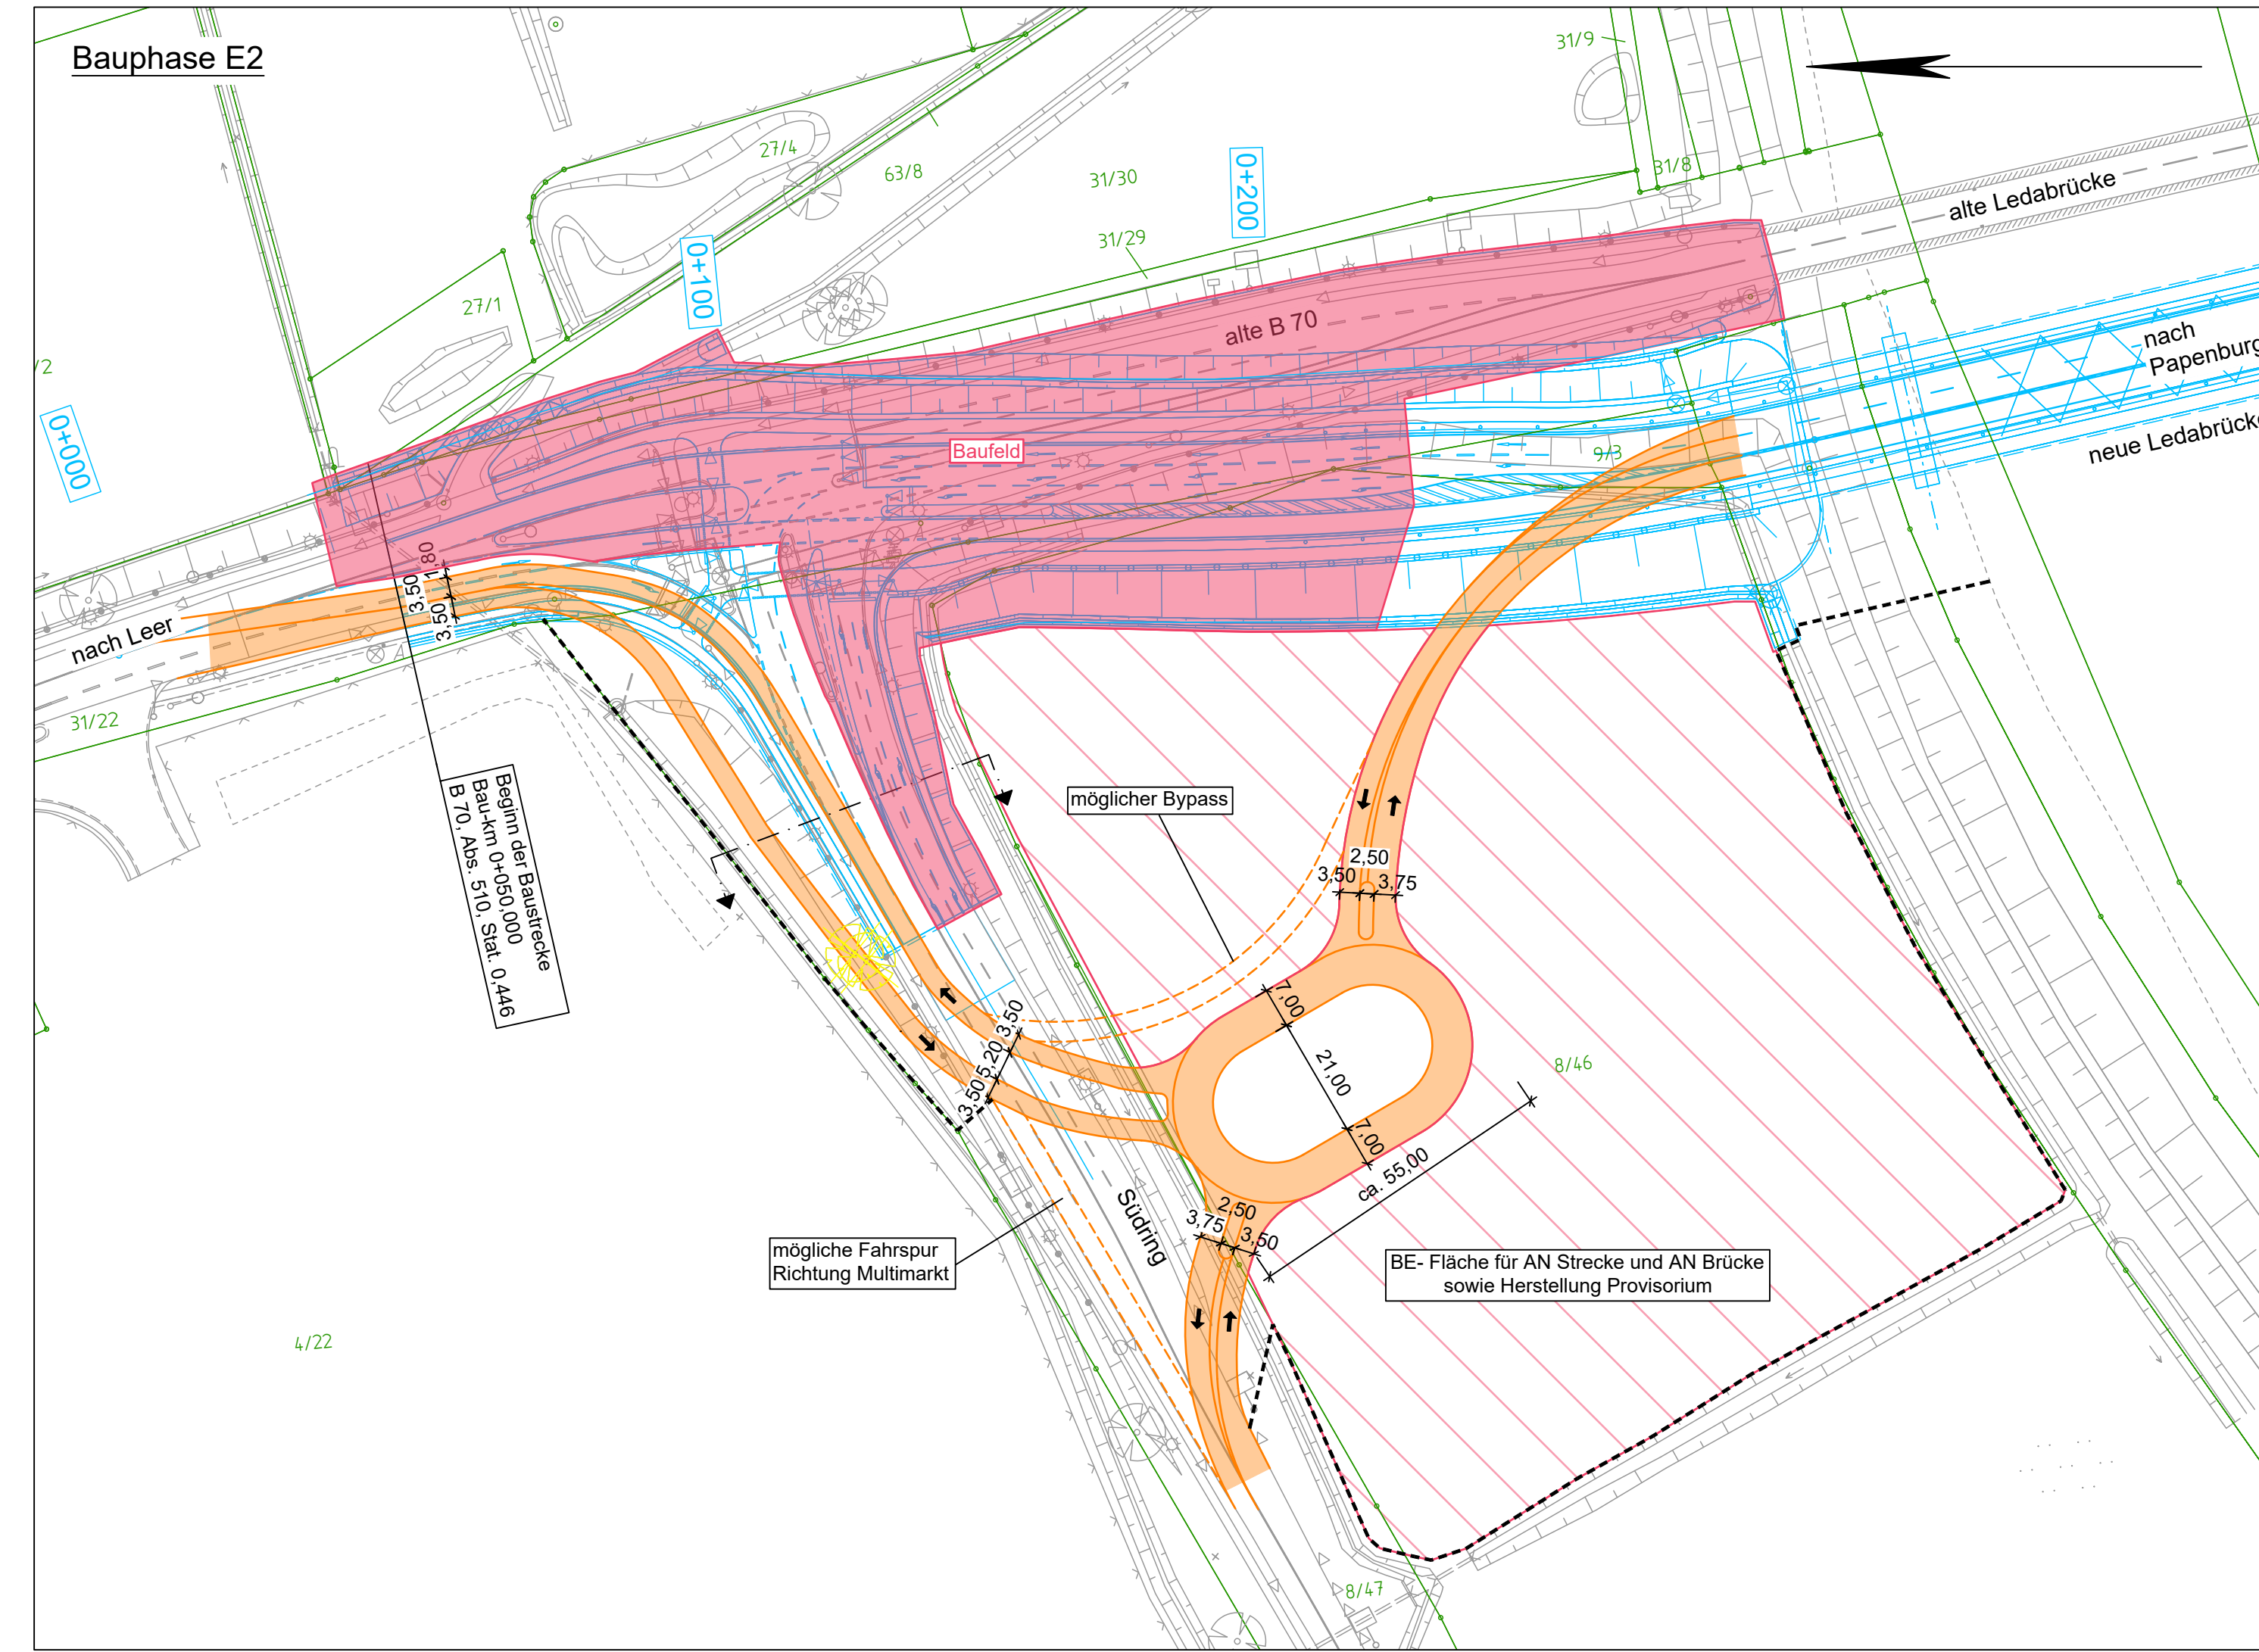 Bauphase E2
31/9
27/4
63/8
31/30
31/8
0+200
alte Ledabrücke
31/29
0+100
27/1
alte B 70
nach
Papenburg
/2
0+000
Baufeld
9/3
neue Ledabrücke
1,80
3,50
3,50
nach Leer
31/22
Beginn der Baustrecke
Bau-km 0+050,000
B 70, Abs. 510, Stat. 0,446
möglicher Bypass
2,50
3,50
3,75
7,00
3,50
5,20
3,50
21,00
8/46
7,00
ca. 55,00
Südring
2,50
3,75
3,50
mögliche Fahrspur
Richtung Multimarkt
BE- Fläche für AN Strecke und AN Brücke
sowie Herstellung Provisorium
4/22
8/47